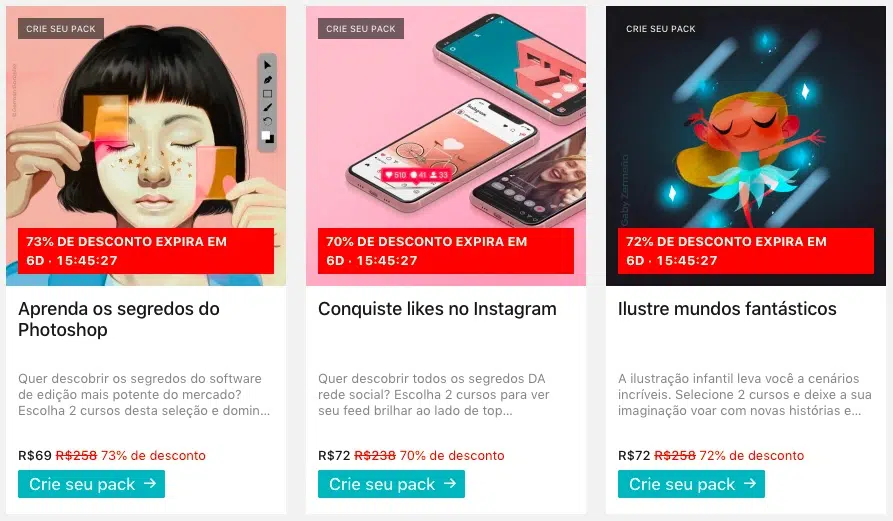 CRIE SEU PACK
73% DE DESCONTO EXPIRA EM
6D · 15:45:27
Aprenda os segredos do
Photoshop
Quer descobrir os segredos do software
de edição mais potente do mercado?
Escolha 2 cursos desta seleção e domin...
R$69 R$258 73% de desconto
Crie seu pack →
CRIE SEU PACK
510 41 33
70% DE DESCONTO EXPIRA EM
6D · 15:45:27
Conquiste likes no Instagram
Quer descobrir todos os segredos DA
rede social? Escolha 2 cursos para ver
seu feed brilhar ao lado de top...
R$72 R$238 70% de desconto
Crie seu pack →
CRIE SEU PACK
Gaby Zermeño
72% DE DESCONTO EXPIRA EM
6D · 15:45:27
Ilustre mundos fantásticos
A ilustração infantil leva você a cenários
incríveis. Selecione 2 cursos e deixe a sua
imaginação voar com novas histórias e...
R$72 R$258 72% de desconto
Crie seu pack →